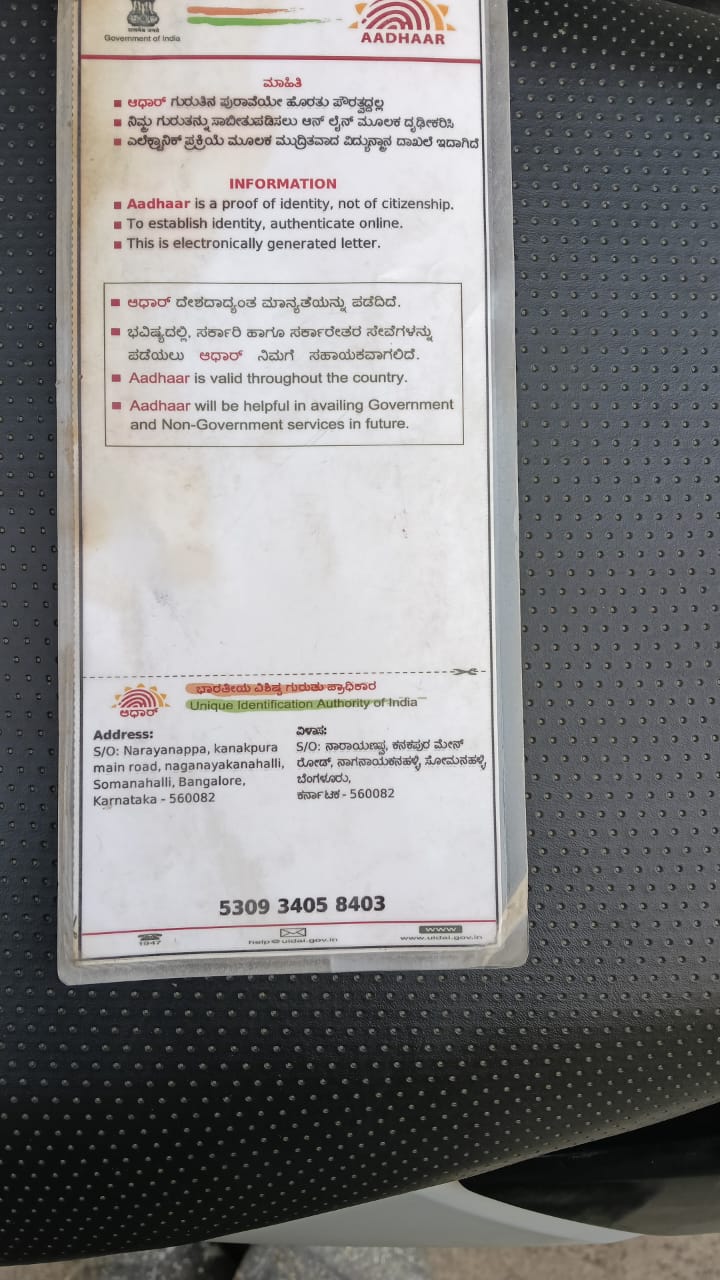 सत्यमेव जयते
Government of India
AADHAAR
ಮಾಹಿತಿ
■ ಆಧಾರ್ ಗುರುತಿನ ಪುರಾವೆಯೇ ಹೊರತು ಪೌರತ್ವದ್ದಲ್ಲ
■ ನಿಮ್ಮ ಗುರುತನ್ನು ಸಾಬೀತುಪಡಿಸಲು ಆನ್ ಲೈನ್ ಮೂಲಕ ದೃಢೀಕರಿಸಿ
■ ಎಲೆಕ್ಟ್ರಾನಿಕ್ ಪ್ರಕ್ರಿಯೆ ಮೂಲಕ ಮುದ್ರಿತವಾದ ವಿದ್ಯುನ್ಮಾನ ದಾಖಲೆ ಇದಾಗಿದೆ
INFORMATION
■ Aadhaar is a proof of identity, not of citizenship.
■ To establish identity, authenticate online.
■ This is electronically generated letter.
■ ಆಧಾರ್ ದೇಶದಾದ್ಯಂತ ಮಾನ್ಯತೆಯನ್ನು ಪಡೆದಿದೆ.
■ ಭವಿಷ್ಯದಲ್ಲಿ, ಸರ್ಕಾರಿ ಹಾಗೂ ಸರ್ಕಾರೇತರ ಸೇವೆಗಳನ್ನು
ಪಡೆಯಲು ಆಧಾರ್ ನಿಮಗೆ ಸಹಾಯಕವಾಗಲಿದೆ.
■ Aadhaar is valid throughout the country.
■ Aadhaar will be helpful in availing Government
and Non-Government services in future.
ಭಾರತೀಯ ವಿಶಿಷ್ಟ ಗುರುತು ಪ್ರಾಧಿಕಾರ
Unique Identification Authority of India
ಆಧಾರ್
Address:
S/O: Narayanappa, kanakpura
main road, naganayakanahalli,
Somanahalli, Bangalore,
Karnataka - 560082
ವಿಳಾಸ:
S/O: ನಾರಾಯಣಪ್ಪ, ಕನಕಪುರ ಮೇನ್
ರೋಡ್, ನಾಗನಾಯಕನಹಳ್ಳಿ, ಸೋಮನಹಳ್ಳಿ,
ಬೆಂಗಳೂರು,
ಕರ್ನಾಟಕ - 560082
5309 3405 8403
1947
help@uidai.gov.in
www
www.uidai.gov.in